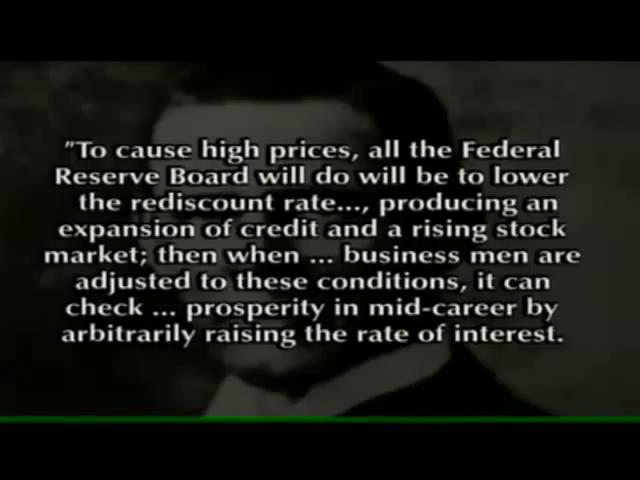 "To cause high prices, all the Federal
Reserve Board will do will be to lower
the rediscount rate..., producing an
expansion of credit and a rising stock
market; then when ... business men are
adjusted to these conditions, it can
check ... prosperity in mid-career by
arbitrarily raising the rate of interest.